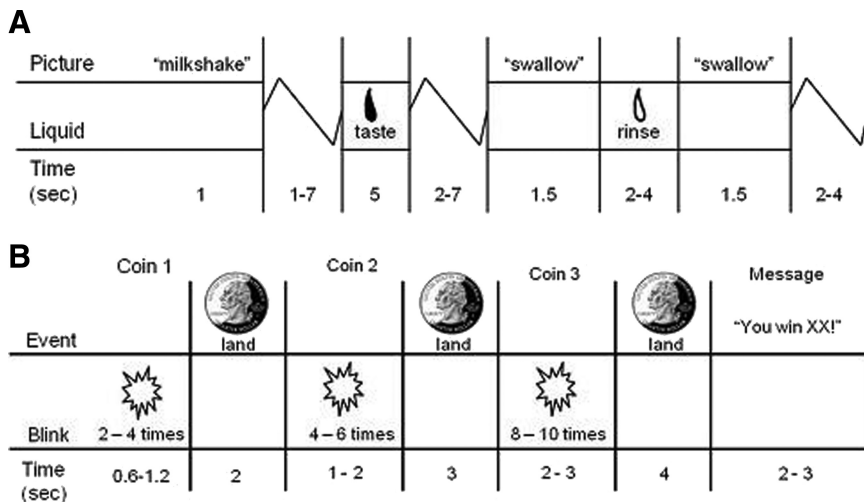 A
Picture "milkshake" "swallow" "swallow"
Liquid taste rinse
Time
(sec) 1 1-7 5 2-7 1.5 2-4 1.5 2-4
B
Coin 1 Coin 2 Coin 3 Message
"You win XX!"
Event land land land
Blink 2 – 4 times 4 – 6 times 8 – 10 times
Time
(sec) 0.6-1.2 2 1 - 2 3 2 - 3 4 2 - 3